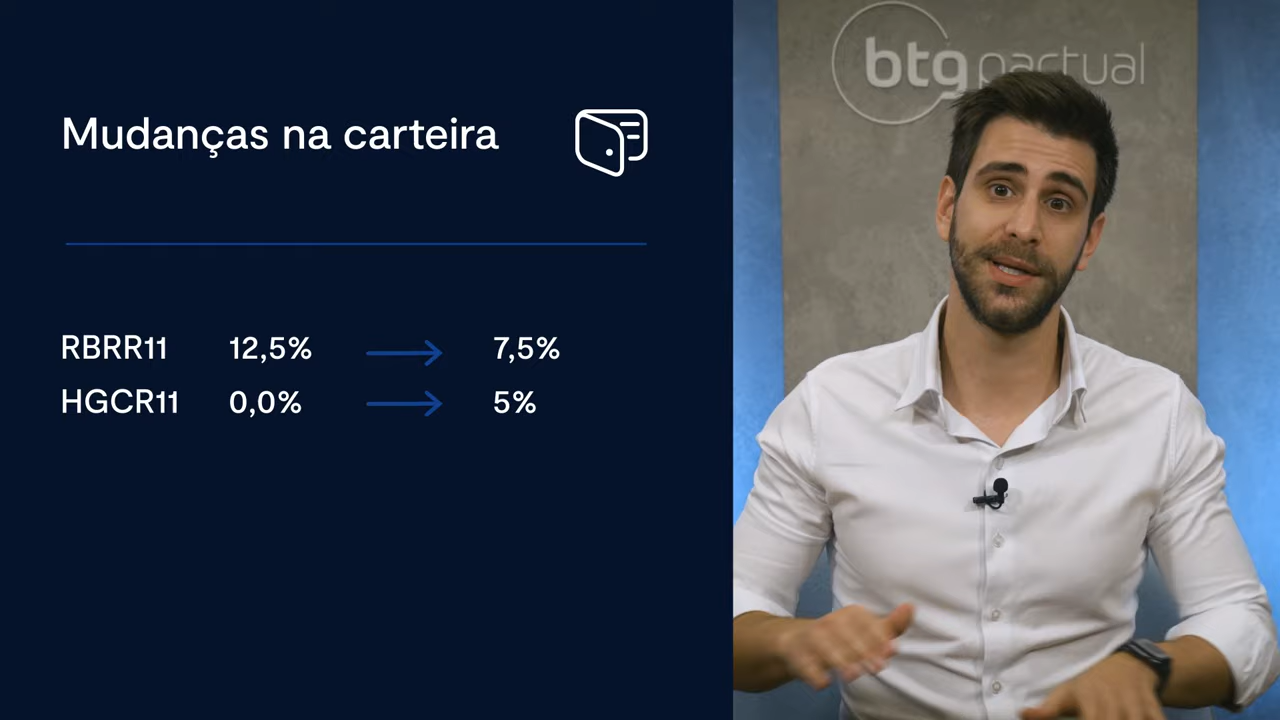 Mudanças na carteira
RBRR11 12,5% 7,5%
HGCR11 0,0% 5%
btg pactual